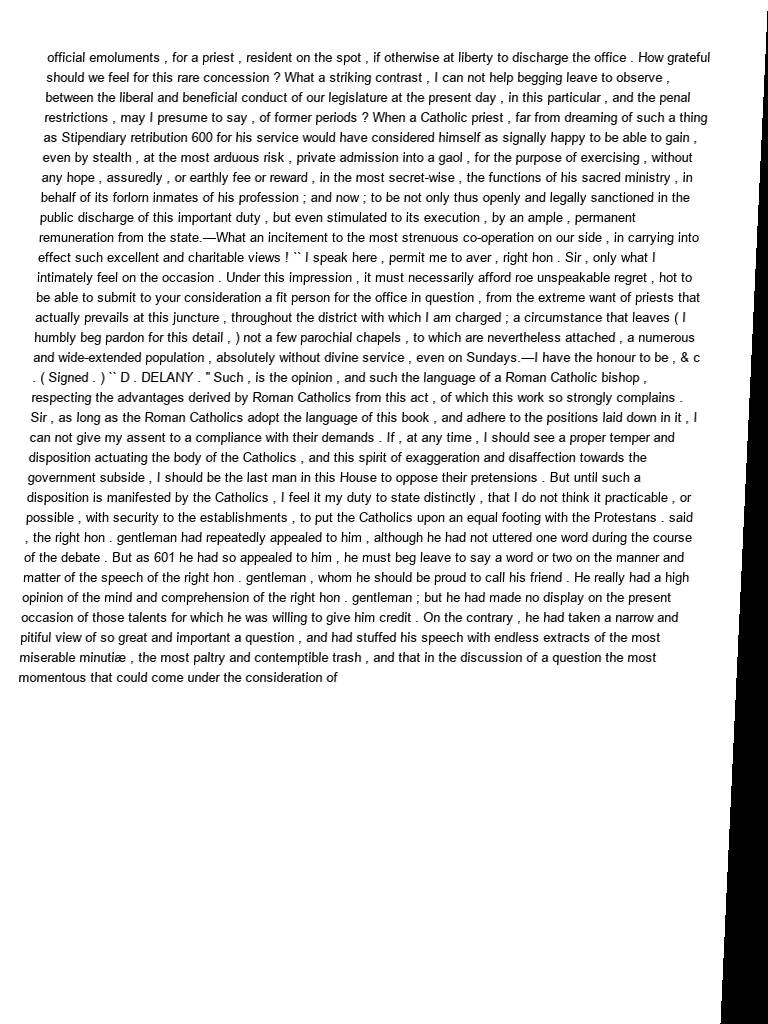 official emoluments , for a priest , resident on the spot , if otherwise at liberty to discharge the office . How grateful
should we feel for this rare concession ? What a striking contrast , I can not help begging leave to observe ,
between the liberal and beneficial conduct of our legislature at the present day , in this particular , and the penal
restrictions , may I presume to say , of former periods ? When a Catholic priest , far from dreaming of such a thing
as Stipendiary retribution 600 for his service would have considered himself as signally happy to be able to gain ,
even by stealth , at the most arduous risk , private admission into a gaol , for the purpose of exercising , without
any hope , assuredly , or earthly fee or reward , in the most secret-wise , the functions of his sacred ministry , in
behalf of its forlorn inmates of his profession ; and now ; to be not only thus openly and legally sanctioned in the
public discharge of this important duty , but even stimulated to its execution , by an ample , permanent
remuneration from the state.—What an incitement to the most strenuous co-operation on our side , in carrying into
effect such excellent and charitable views ! `` I speak here , permit me to aver , right hon . Sir , only what I
intimately feel on the occasion . Under this impression , it must necessarily afford roe unspeakable regret , hot to
be able to submit to your consideration a fit person for the office in question , from the extreme want of priests that
actually prevails at this juncture , throughout the district with which I am charged ; a circumstance that leaves ( I
humbly beg pardon for this detail , ) not a few parochial chapels , to which are nevertheless attached , a numerous
and wide-extended population , absolutely without divine service , even on Sundays.—I have the honour to be , & c
. ( Signed . ) `` D . DELANY . " Such , is the opinion , and such the language of a Roman Catholic bishop ,
respecting the advantages derived by Roman Catholics from this act , of which this work so strongly complains .
Sir , as long as the Roman Catholics adopt the language of this book , and adhere to the positions laid down in it , I
can not give my assent to a compliance with their demands . If , at any time , I should see a proper temper and
disposition actuating the body of the Catholics , and this spirit of exaggeration and disaffection towards the
government subside , I should be the last man in this House to oppose their pretensions . But until such a
disposition is manifested by the Catholics , I feel it my duty to state distinctly , that I do not think it practicable , or
possible , with security to the establishments , to put the Catholics upon an equal footing with the Protestans . said
, the right hon . gentleman had repeatedly appealed to him , although he had not uttered one word during the course
of the debate . But as 601 he had so appealed to him , he must beg leave to say a word or two on the manner and
matter of the speech of the right hon . gentleman , whom he should be proud to call his friend . He really had a high
opinion of the mind and comprehension of the right hon . gentleman ; but he had made no display on the present
occasion of those talents for which he was willing to give him credit . On the contrary , he had taken a narrow and
pitiful view of so great and important a question , and had stuffed his speech with endless extracts of the most
miserable minutiæ , the most paltry and contemptible trash , and that in the discussion of a question the most
momentous that could come under the consideration of